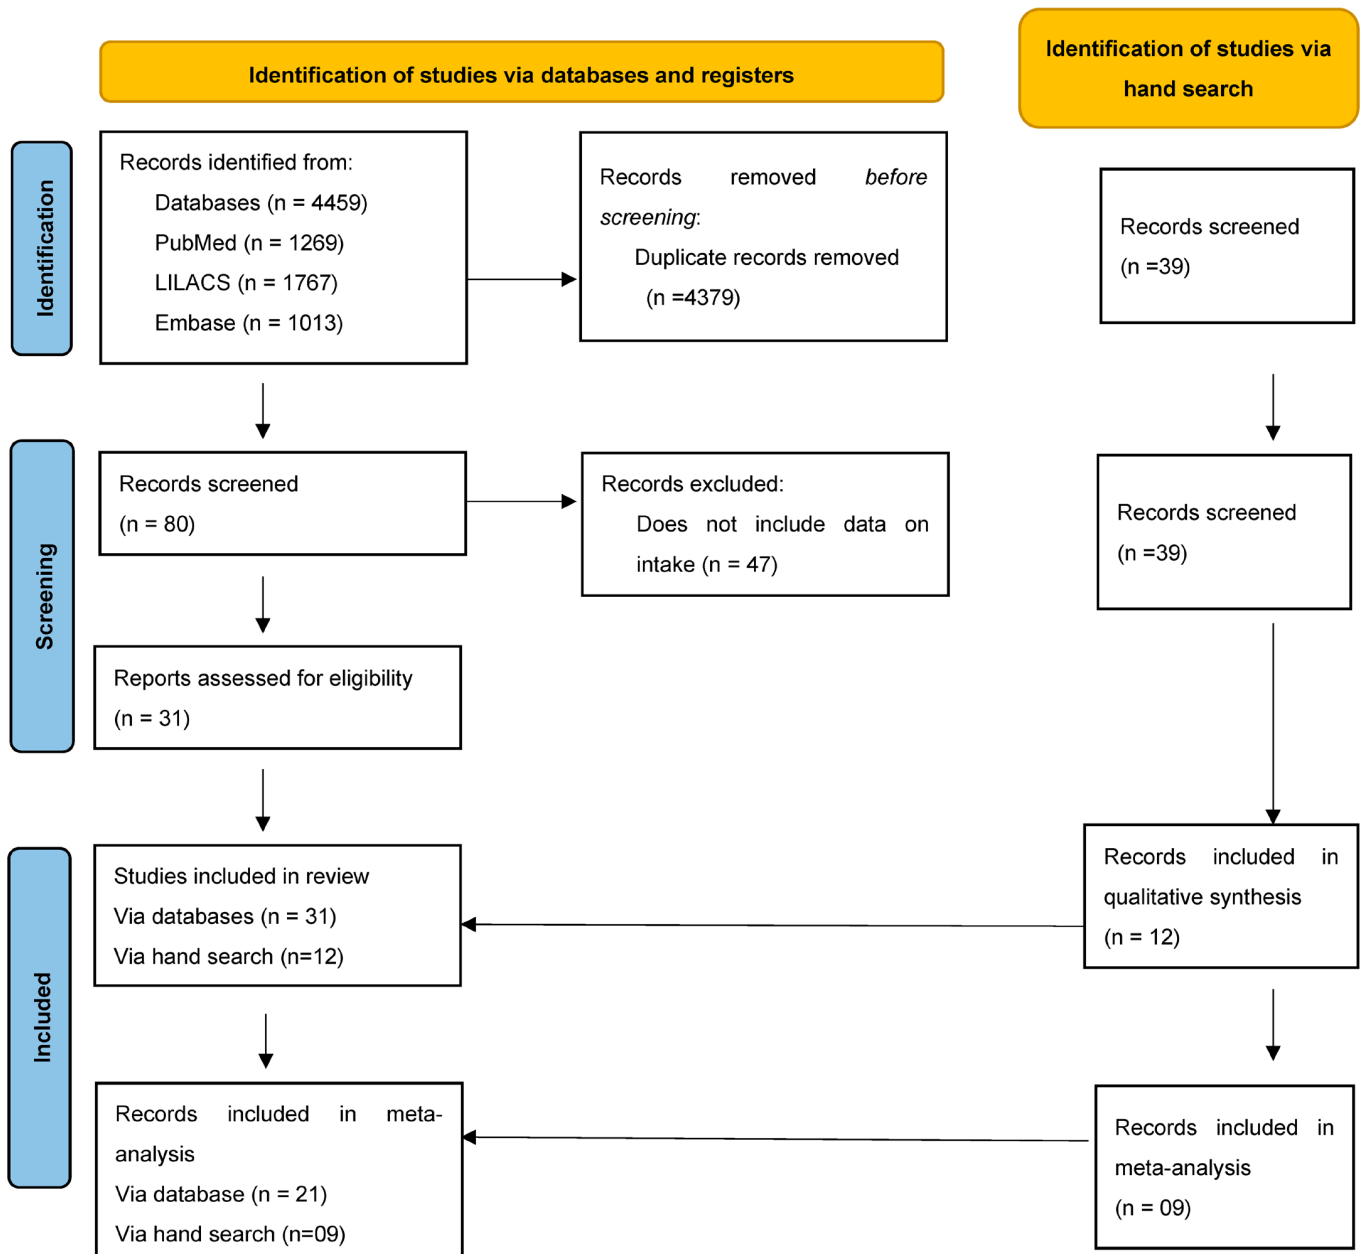 Identification of studies via databases and registers
Identification of studies via
hand search
Identification
Records identified from:
Databases (n = 4459)
PubMed (n = 1269)
LILACS (n = 1767)
Embase (n = 1013)
Records removed before
screening:
Duplicate records removed
(n =4379)
Records screened
(n =39)
Screening
Records screened
(n = 80)
Records excluded:
Does not include data on
intake (n = 47)
Records screened
(n =39)
Reports assessed for eligibility
(n = 31)
Included
Studies included in review
Via databases (n = 31)
Via hand search (n=12)
Records included in
qualitative synthesis
(n = 12)
Records included in meta-
analysis
Via database (n = 21)
Via hand search (n=09)
Records included in
meta-analysis
(n = 09)